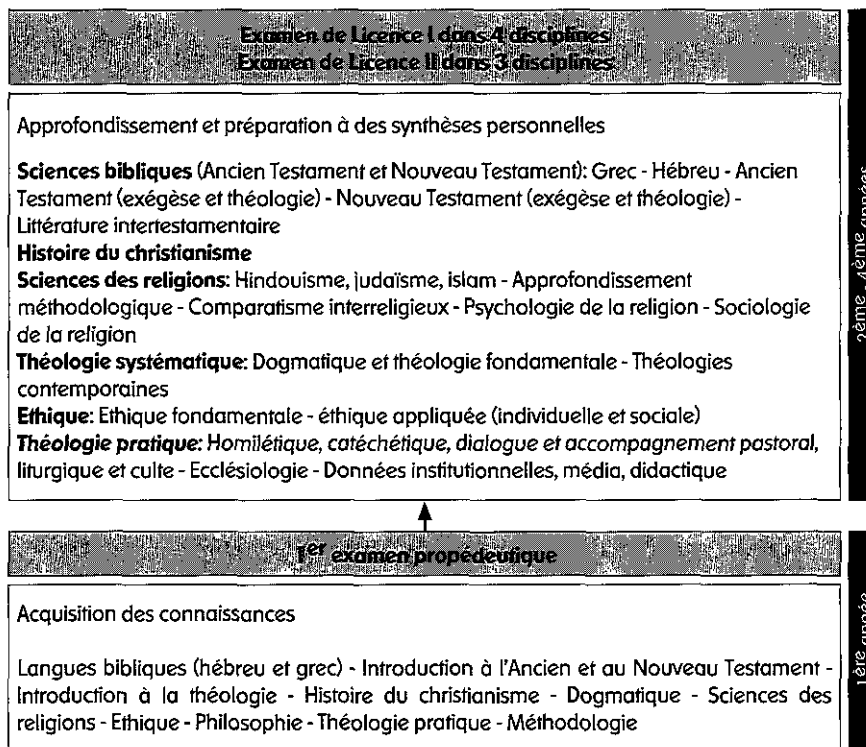 Examen de Licence I dans 4 disciplines
Examen de Licence II dans 3 disciplines
Approfondissement et préparation à des synthèses personnelles
Sciences bibliques (Ancien Testament et Nouveau Testament): Grec - Hébreu - Ancien
Testament (exégèse et théologie) - Nouveau Testament (exégèse et théologie) -
Littérature intertestamentaire
Histoire du christianisme
Sciences des religions: Hindouisme, judaïsme, islam - Approfondissement
méthodologique - Comparatisme interreligieux - Psychologie de la religion - Sociologie
de la religion
Théologie systématique: Dogmatique et théologie fondamentale - Théologies
contemporaines
Ethique: Ethique fondamentale - éthique appliquée (individuelle et sociale)
Théologie pratique: Homilétique, catéchétique, dialogue et accompagnement pastoral,
liturgique et culte - Ecclésiologie - Données institutionnelles, média, didactique
2ème - 4ème années
1er examen propédeutique
Acquisition des connaissances
Langues bibliques (hébreu et grec) - Introduction à l'Ancien et au Nouveau Testament -
Introduction à la théologie - Histoire du christianisme - Dogmatique - Sciences des
religions - Ethique - Philosophie - Théologie pratique - Méthodologie
1ère année